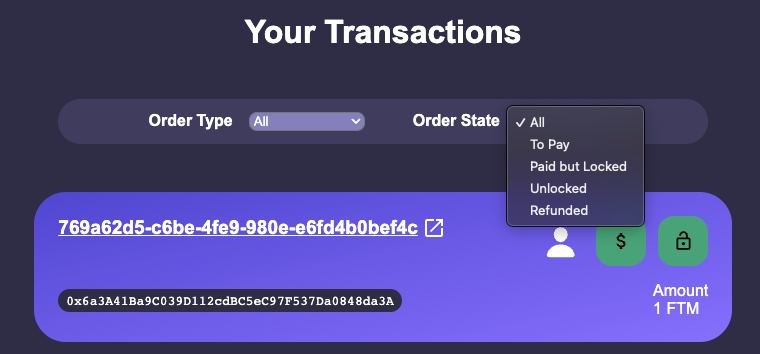 Your Transactions
Order Type All Order State
All
To Pay
Paid but Locked
Unlocked
Refunded
769a62d5-c6be-4fe9-980e-e6fd4b0bef4c
$
0x6a3A41Ba9C039D112cdBC5eC97F537Da0848da3A
Amount
1 FTM